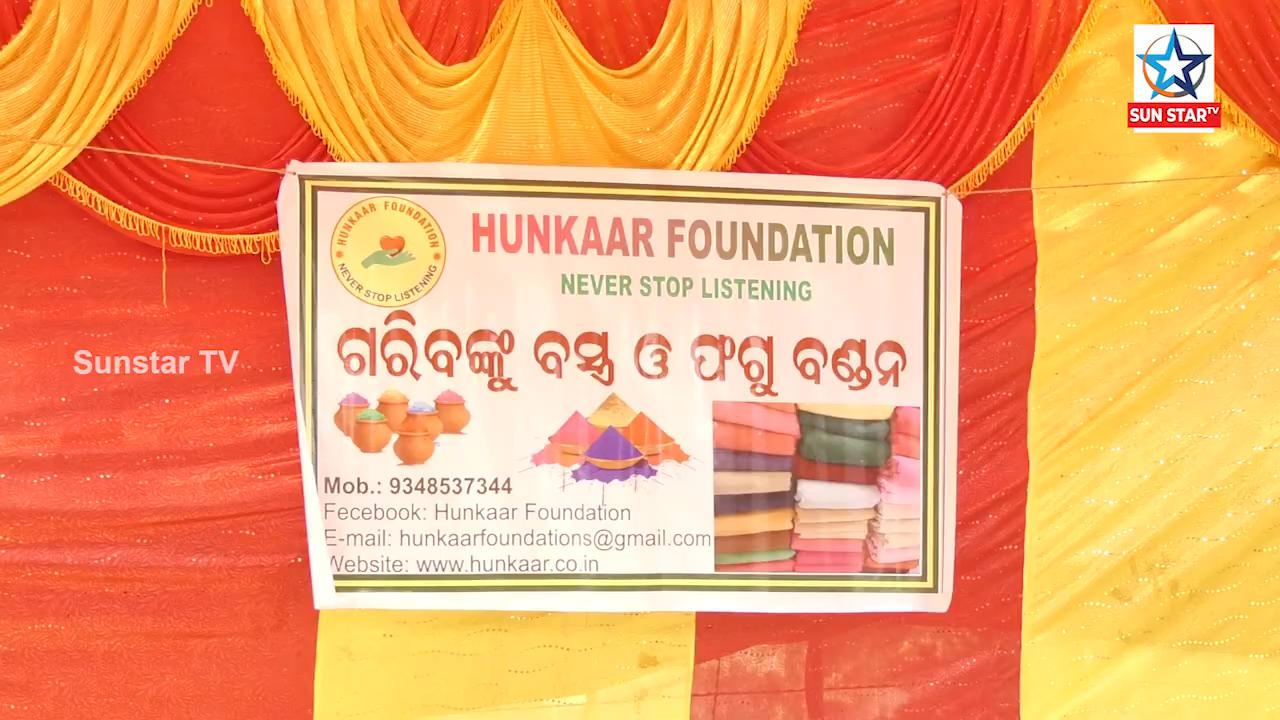 SUN STAR TV
HUNKAAR FOUNDATION
NEVER STOP LISTENING
HUNKAAR FOUNDATION
NEVER STOP LISTENING
ଗରିବଙ୍କୁ ବସ୍ତ୍ର ଓ ଫଗୁ ବଣ୍ଡନ
Sunstar TV
Mob.: 9348537344
Fecebook: Hunkaar Foundation
E-mail: hunkaarfoundations@gmail.com
Website: www.hunkaar.co.in